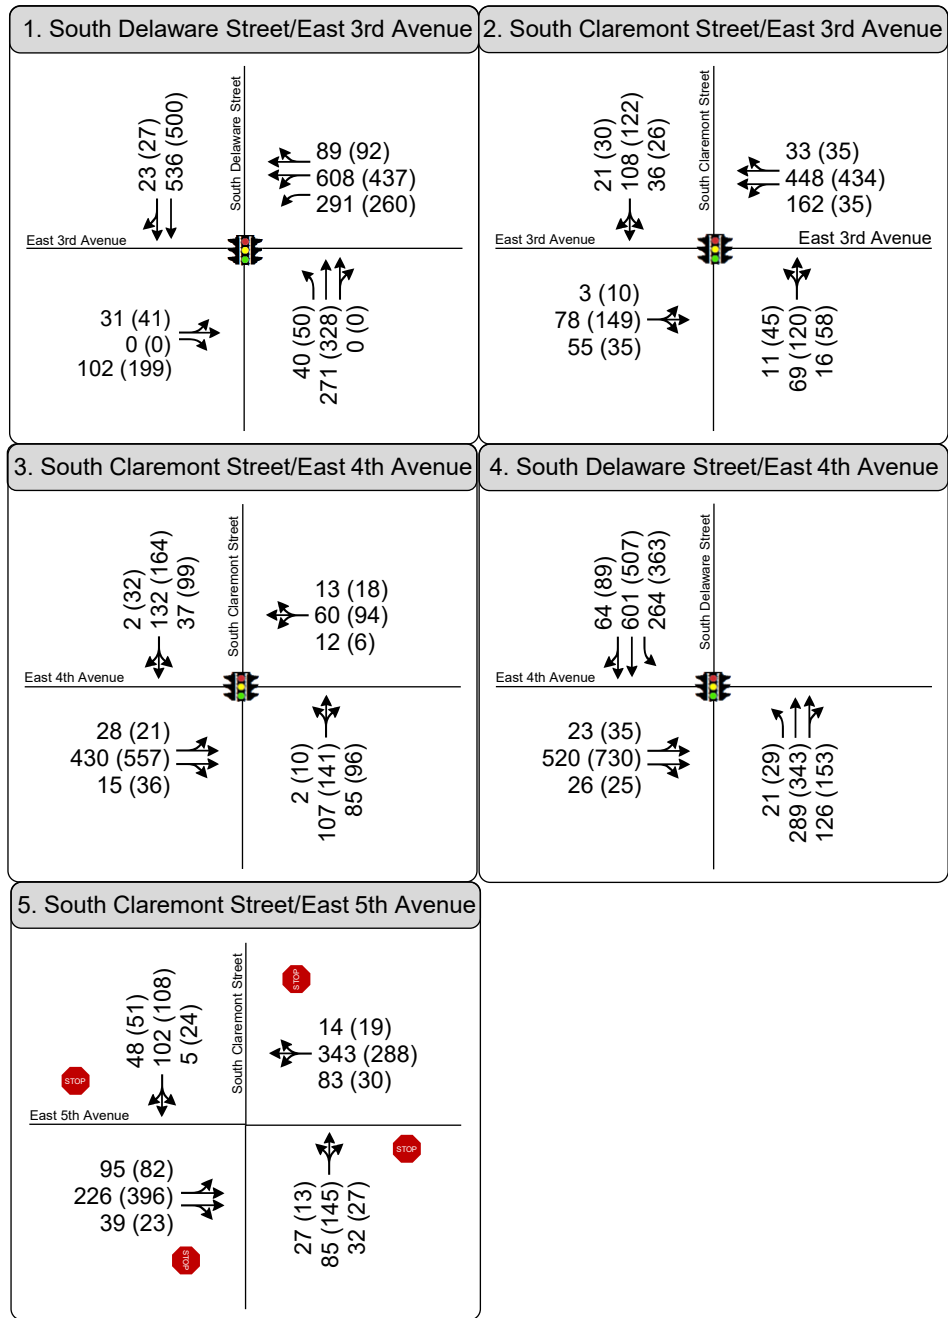 1. South Delaware Street/East 3rd Avenue
23 (27)
536 (500)
South Delaware Street
89 (92)
608 (437)
291 (260)
East 3rd Avenue
31 (41)
0 (0)
102 (199)
40 (50)
271 (328)
0 (0)
2. South Claremont Street/East 3rd Avenue
21 (30)
108 (122)
36 (26)
South Claremont Street
33 (35)
448 (434)
162 (35)
East 3rd Avenue
East 3rd Avenue
3 (10)
78 (149)
55 (35)
11 (45)
69 (120)
16 (58)
3. South Claremont Street/East 4th Avenue
2 (32)
132 (164)
37 (99)
South Claremont Street
13 (18)
60 (94)
12 (6)
East 4th Avenue
28 (21)
430 (557)
15 (36)
2 (10)
107 (141)
85 (96)
4. South Delaware Street/East 4th Avenue
64 (89)
601 (507)
264 (363)
South Delaware Street
East 4th Avenue
23 (35)
520 (730)
26 (25)
21 (29)
289 (343)
126 (153)
5. South Claremont Street/East 5th Avenue
48 (51)
102 (108)
5 (24)
South Claremont Street
STOP
14 (19)
343 (288)
83 (30)
STOP
East 5th Avenue
STOP
95 (82)
226 (396)
39 (23)
STOP
27 (13)
85 (145)
32 (27)